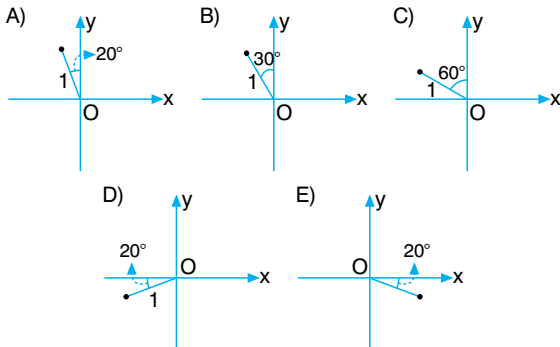 A) y 20° 1 O x
B) y 30° 1 O x
C) y 60° 1 O x
D) y 20° O x 1
E) y 20° O x